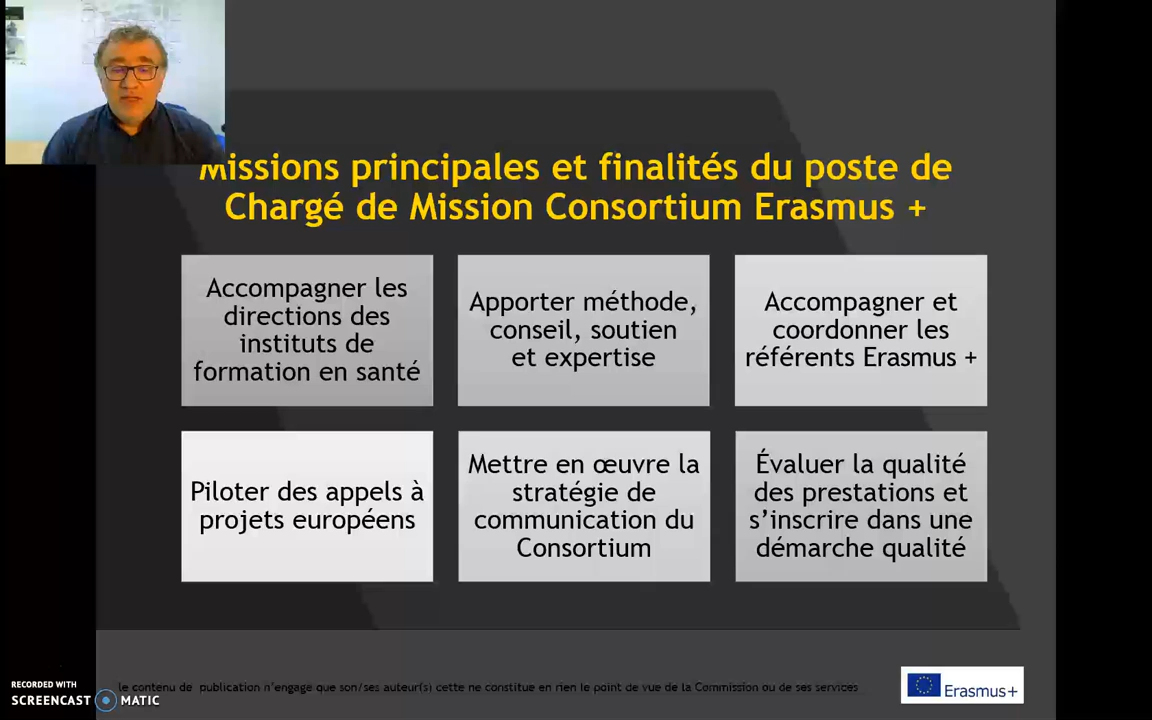 Missions principales et finalités du poste de
Chargé de Mission Consortium Erasmus +
Accompagner les
directions des
instituts de
formation en santé
Apporter méthode,
conseil, soutien
et expertise
Accompagner et
coordonner les
référents Erasmus +
Piloter des appels à
projets européens
Mettre en œuvre la
stratégie de
communication du
Consortium
Évaluer la qualité
des prestations et
s’inscrire dans une
démarche qualité
le contenu de publication n’engage que son/ses auteur(s) cette ne constitue en rien le point de vue de la Commission ou de ses services
RECORDED WITH
SCREENCAST MATIC
Erasmus+